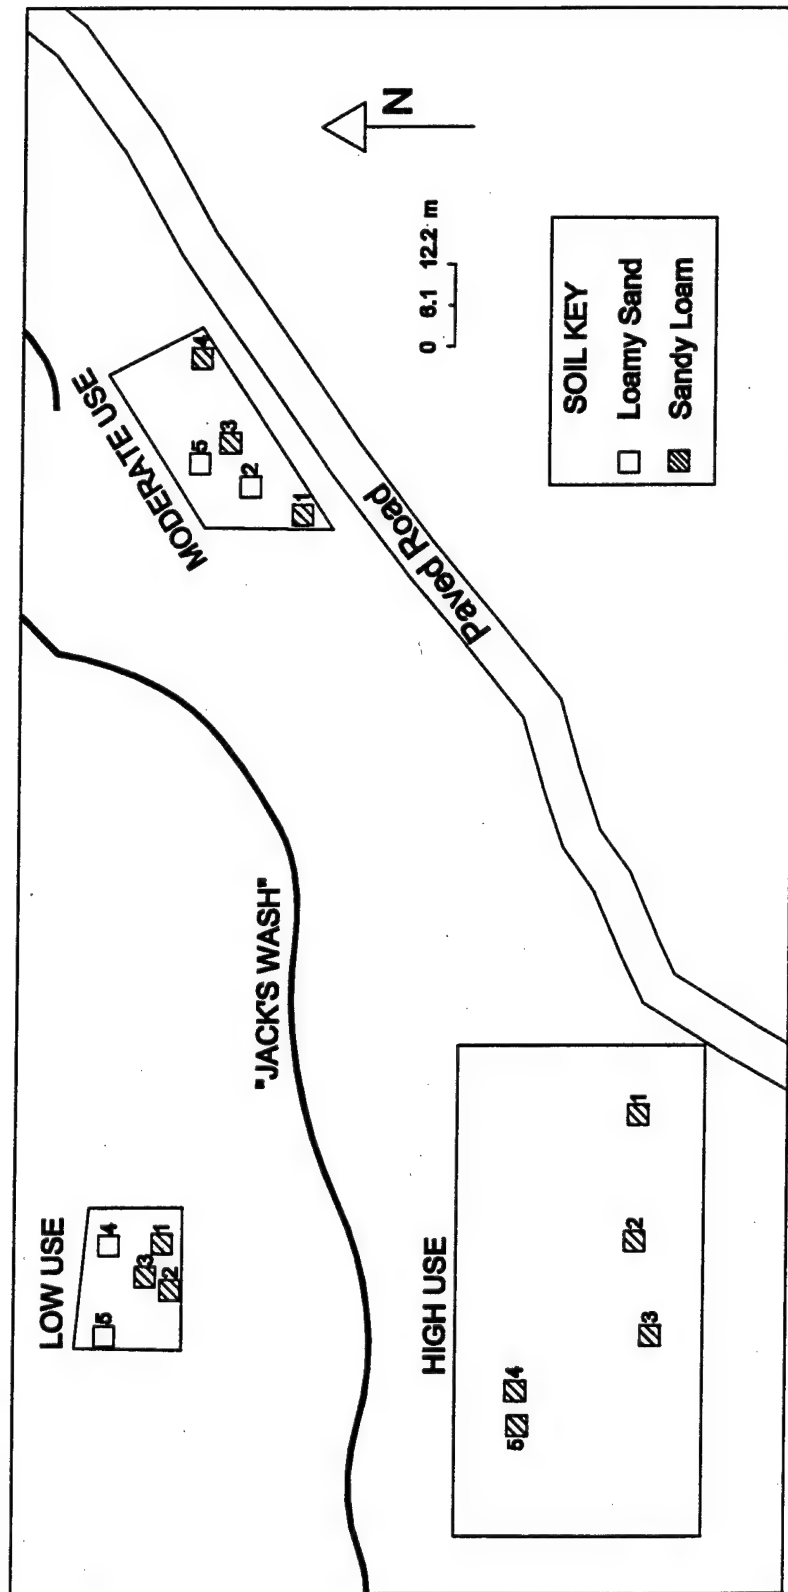 LOW USE
5
4
3
2
1
"JACK'S WASH"
MODERATE USE
5
4
3
2
1
HIGH USE
5
4
3
2
1
Paved Road
N
0 6.1 12.2 m
SOIL KEY
Loamy Sand
Sandy Loam